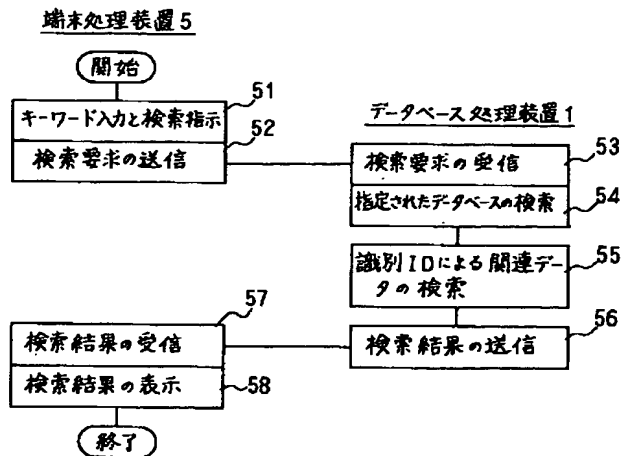 端末処理装置5
開始
51
キーワード入力と検索指示
52
検索要求の送信
データベース処理装置1
53
検索要求の受信
54
指定されたデータベースの検索
55
識別IDによる関連デー
タの検索
56
検索結果の送信
57
検索結果の受信
検索結果の表示
58
終了